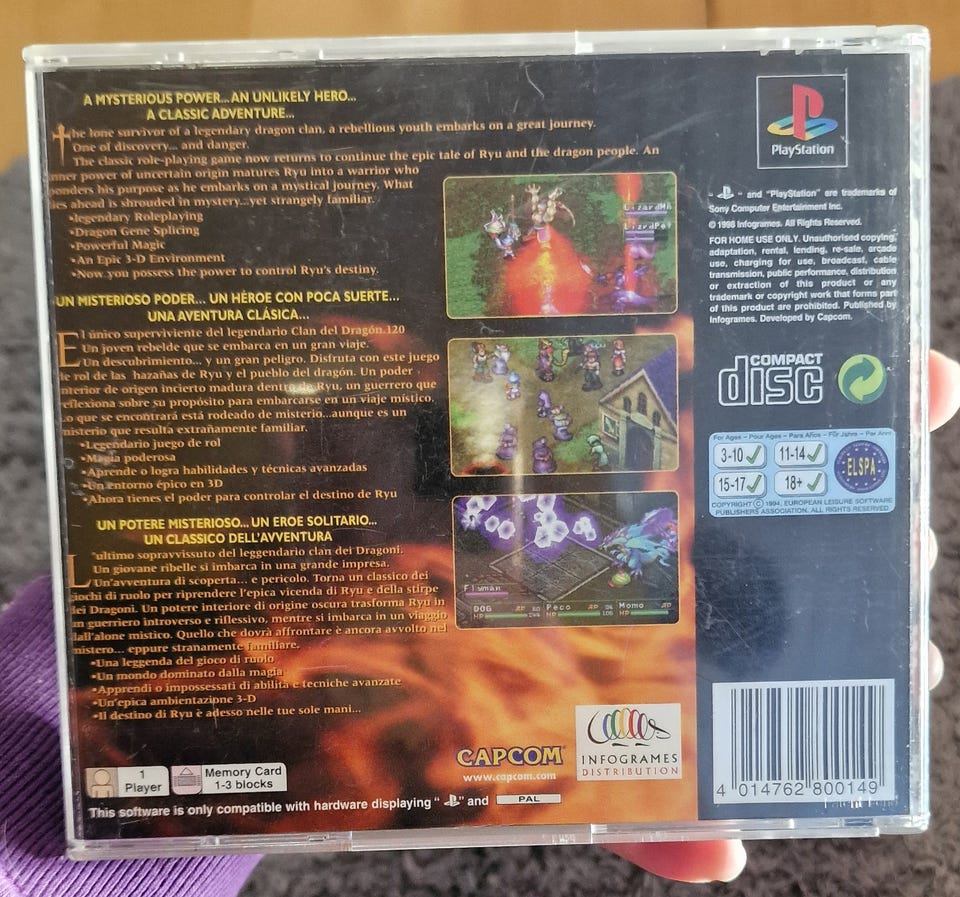 A MYSTERIOUS POWER... AN UNLIKELY HERO...
A CLASSIC ADVENTURE...
The lone survivor of a legendary dragon clan, a rebellious youth embarks on a great journey.
One of discovery... and danger.
The classic role-playing game now returns to continue the epic tale of Ryu and the dragon people. An
inner power of uncertain origin matures Ryu into a warrior who
ponders his purpose as he embarks on a mystical journey. What
lies ahead is shrouded in mystery...yet strangely familiar.
•legendary Roleplaying
•Dragon Gene Splicing
•Powerful Magic
•An Epic 3-D Environment
•Now you possess the power to control Ryu's destiny.
UN MISTERIOSO PODER... UN HÉROE CON POCA SUERTE...
UNA AVENTURA CLÁSICA...
El único superviviente del legendario Clan del Dragón.120
Un joven rebelde que se embarca en un gran viaje.
Un descubrimiento... y un gran peligro. Disfruta con este juego
de rol de las hazañas de Ryu y el pueblo del dragón. Un poder
interior de origen incierto madura dentro de Ryu, un guerrero que
reflexiona sobre su propósito para embarcarse en un viaje místico.
Lo que se encontrará está rodeado de misterio...aunque es un
misterio que resulta extrañamente familiar.
•Legendario juego de rol
•Magia poderosa
•Aprende o logra habilidades y técnicas avanzadas
•Un entorno épico en 3D
•Ahora tienes el poder para controlar el destino de Ryu
UN POTERE MISTERIOSO... UN EROE SOLITARIO...
UN CLASSICO DELL'AVVENTURA
L'ultimo sopravvissuto del leggendario clan dei Dragoni.
Un giovane ribelle si imbarca in una grande impresa.
Un'avventura di scoperta... e pericolo. Torna un classico dei
giochi di ruolo per riprendere l'epica vicenda di Ryu e della stirpe
dei Dragoni. Un potere interiore di origine oscura trasforma Ryu in
un guerriero introverso e riflessivo, mentre si imbarca in un viaggio
dall'alone mistico. Quello che dovrà affrontare è ancora avvolto nel
mistero... eppure stranamente familiare.
•Una leggenda del gioco di ruolo
•Un mondo dominato dalla magia
•Apprendi o impossessati di abilità e tecniche avanzate
•Un'epica ambientazione 3-D
•Il destino di Ryu è adesso nelle tue sole mani...
1
Player
Memory Card
1-3 blocks
This software is only compatible with hardware displaying " " and PAL
CAPCOM
www.capcom.com
INFOGRAMES
DISTRIBUTION
Flyman
DOG AP HP
Peco AP HP
Momo AP HP
PlayStation
" " and "PlayStation" are trademarks of
Sony Computer Entertainment Inc.
© 1998 Infogrames. All Rights Reserved.
FOR HOME USE ONLY. Unauthorised copying,
adaptation, rental, lending, re-sale, arcade
use, charging for use, broadcast, cable
transmission, public performance, distribution
or extraction of this product or any
trademark or copyright work that forms part
of this product are prohibited. Published by
Infogrames. Developed by Capcom.
COMPACT
disc
For Ages - Pour Ages - Para Años - Für Jahre - Per Anni
3-10 11-14
15-17 18+
ELSPA
COPYRIGHT © 1994, EUROPEAN LEISURE SOFTWARE
PUBLISHERS ASSOCIATION. ALL RIGHTS RESERVED
4 014762 800149